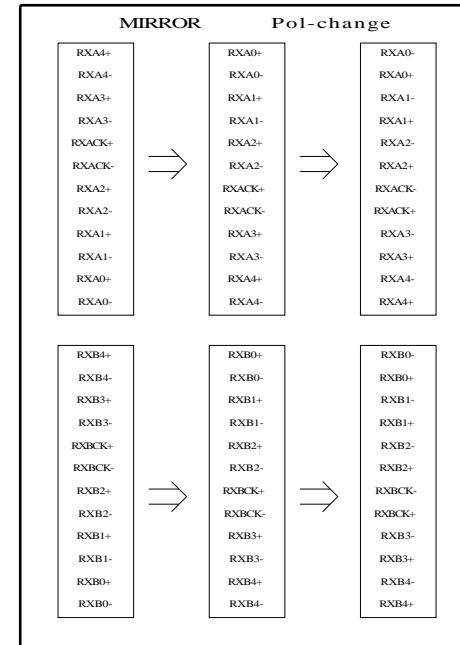 MIRROR Pol-change
RXA4+ RXA0+ RXA0-
RXA4- RXA0- RXA0+
RXA3+ RXA1+ RXA1-
RXA3- RXA1- RXA1+
RXACK+ RXA2+ RXA2-
RXACK- RXA2- RXA2+
RXA2+ RXACK+ RXACK-
RXA2- RXACK- RXACK+
RXA1+ RXA3+ RXA3-
RXA1- RXA3- RXA3+
RXA0+ RXA4+ RXA4-
RXA0- RXA4- RXA4+
RXB4+ RXB0+ RXB0-
RXB4- RXB0- RXB0+
RXB3+ RXB1+ RXB1-
RXB3- RXB1- RXB1+
RXBCK+ RXB2+ RXB2-
RXBCK- RXB2- RXB2+
RXB2+ RXBCK+ RXBCK-
RXB2- RXBCK- RXBCK+
RXB1+ RXB3+ RXB3-
RXB1- RXB3- RXB3+
RXB0+ RXB4+ RXB4-
RXB0- RXB4- RXB4+